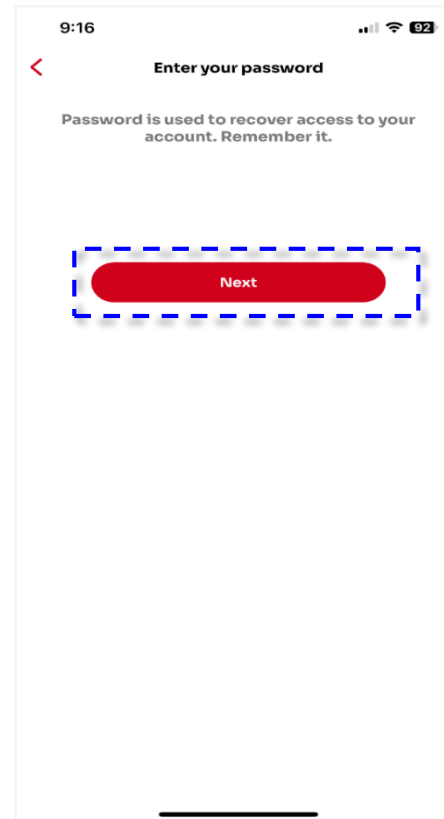 9:16
92
Enter your password
Password is used to recover access to your
account. Remember it.
Next